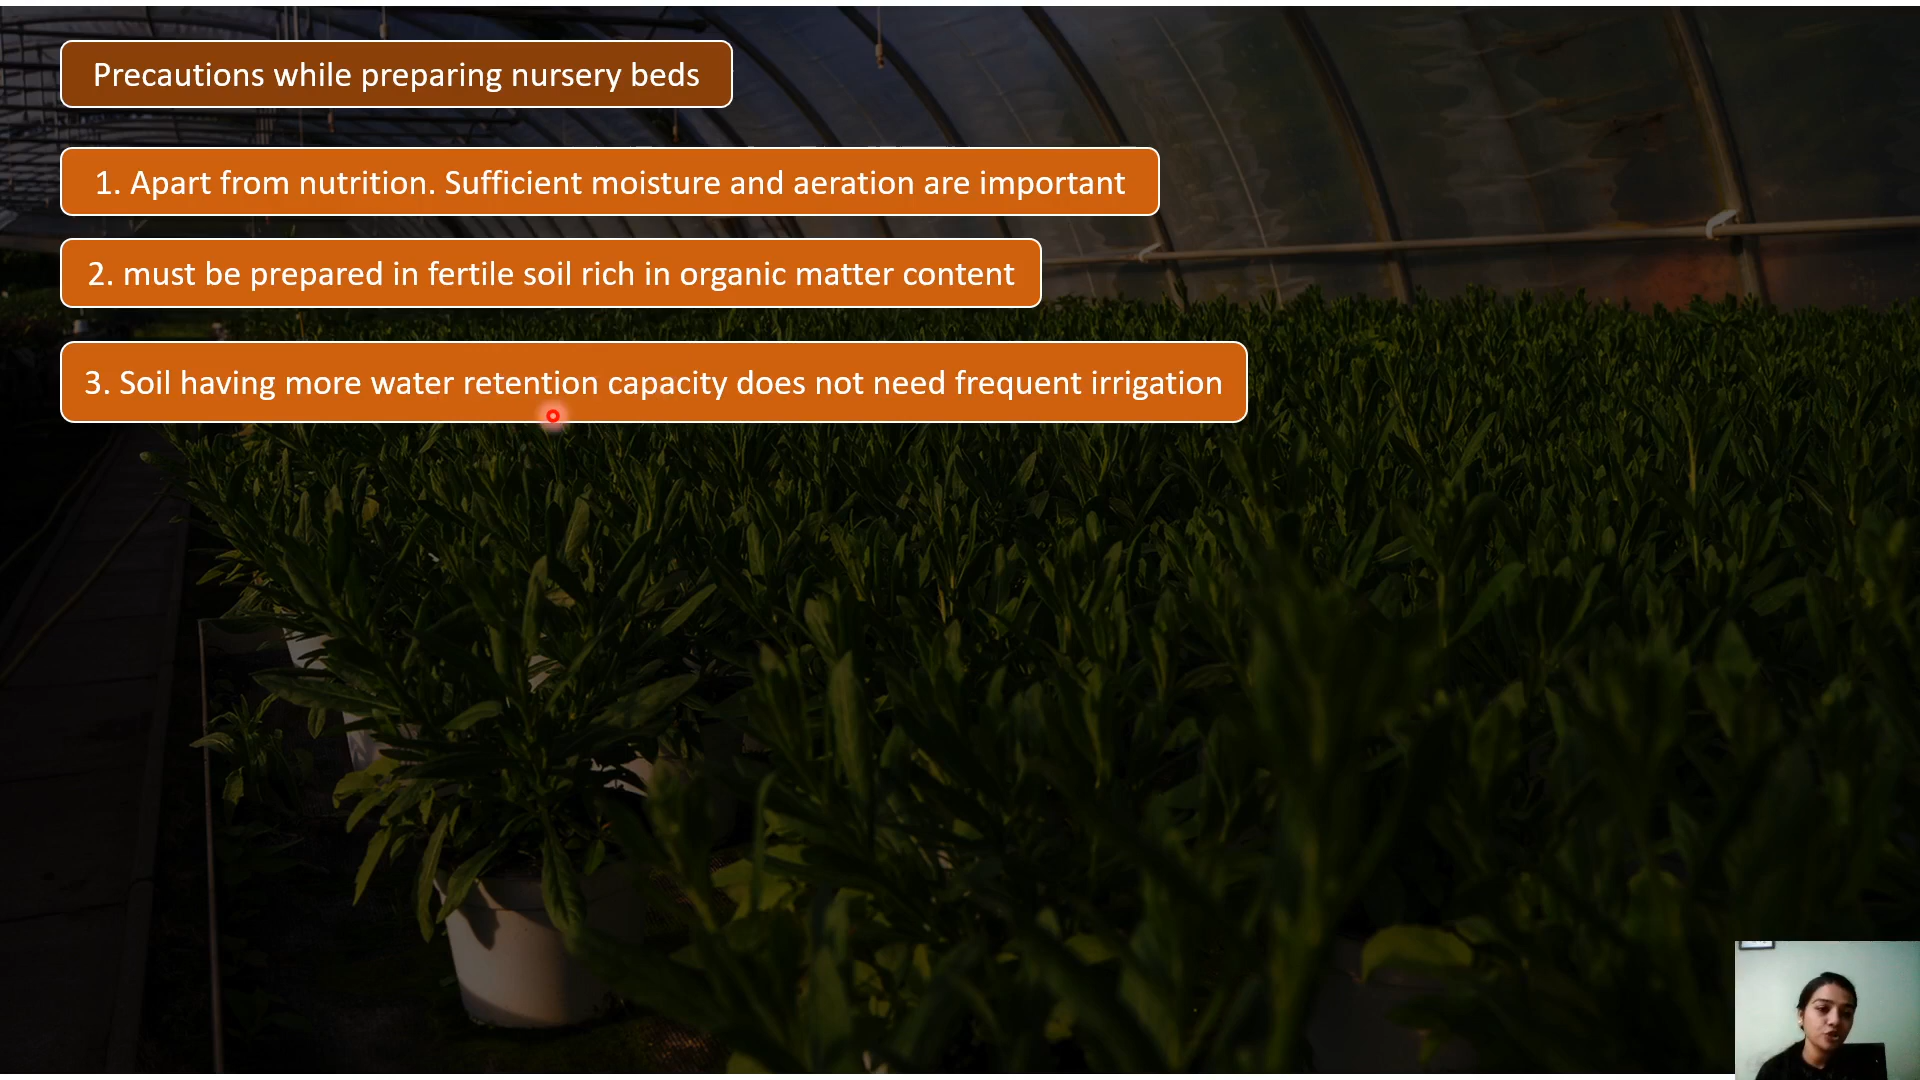 Precautions while preparing nursery beds
1. Apart from nutrition. Sufficient moisture and aeration are important
2. must be prepared in fertile soil rich in organic matter content
3. Soil having more water retention capacity does not need frequent irrigation